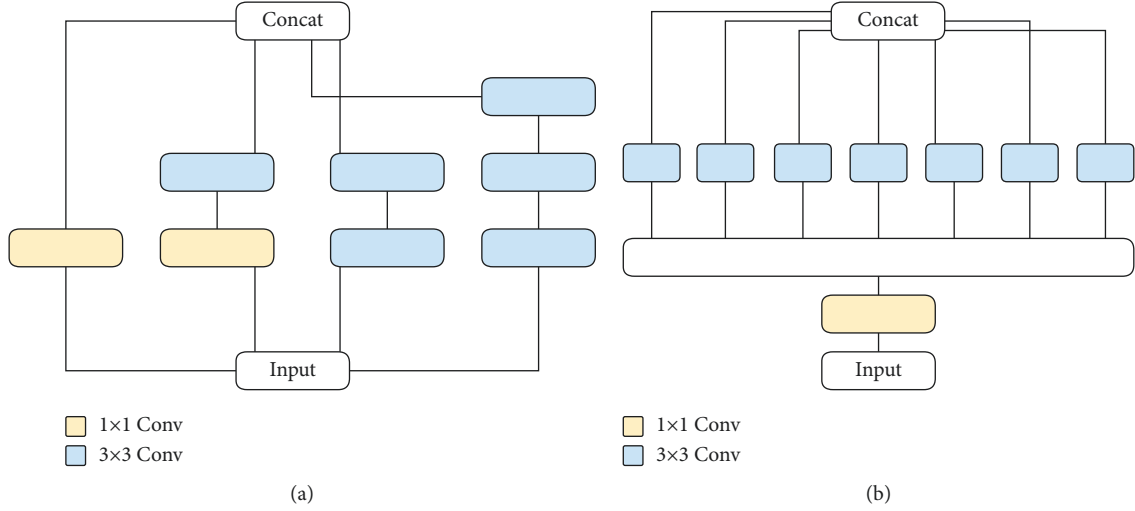 Concat
Input
1×1 Conv
3×3 Conv
(a)
Concat
Input
1×1 Conv
3×3 Conv
(b)